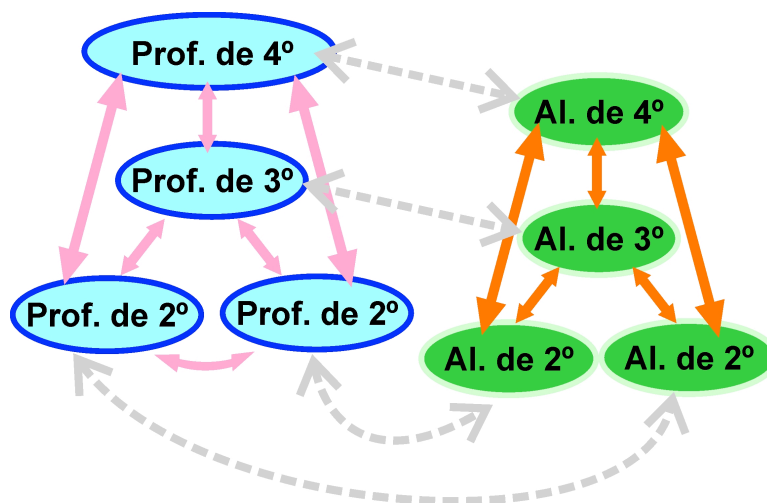 Prof. de 4º
Al. de 4º
Prof. de 3º
Al. de 3º
Prof. de 2º
Prof. de 2º
Al. de 2º
Al. de 2º